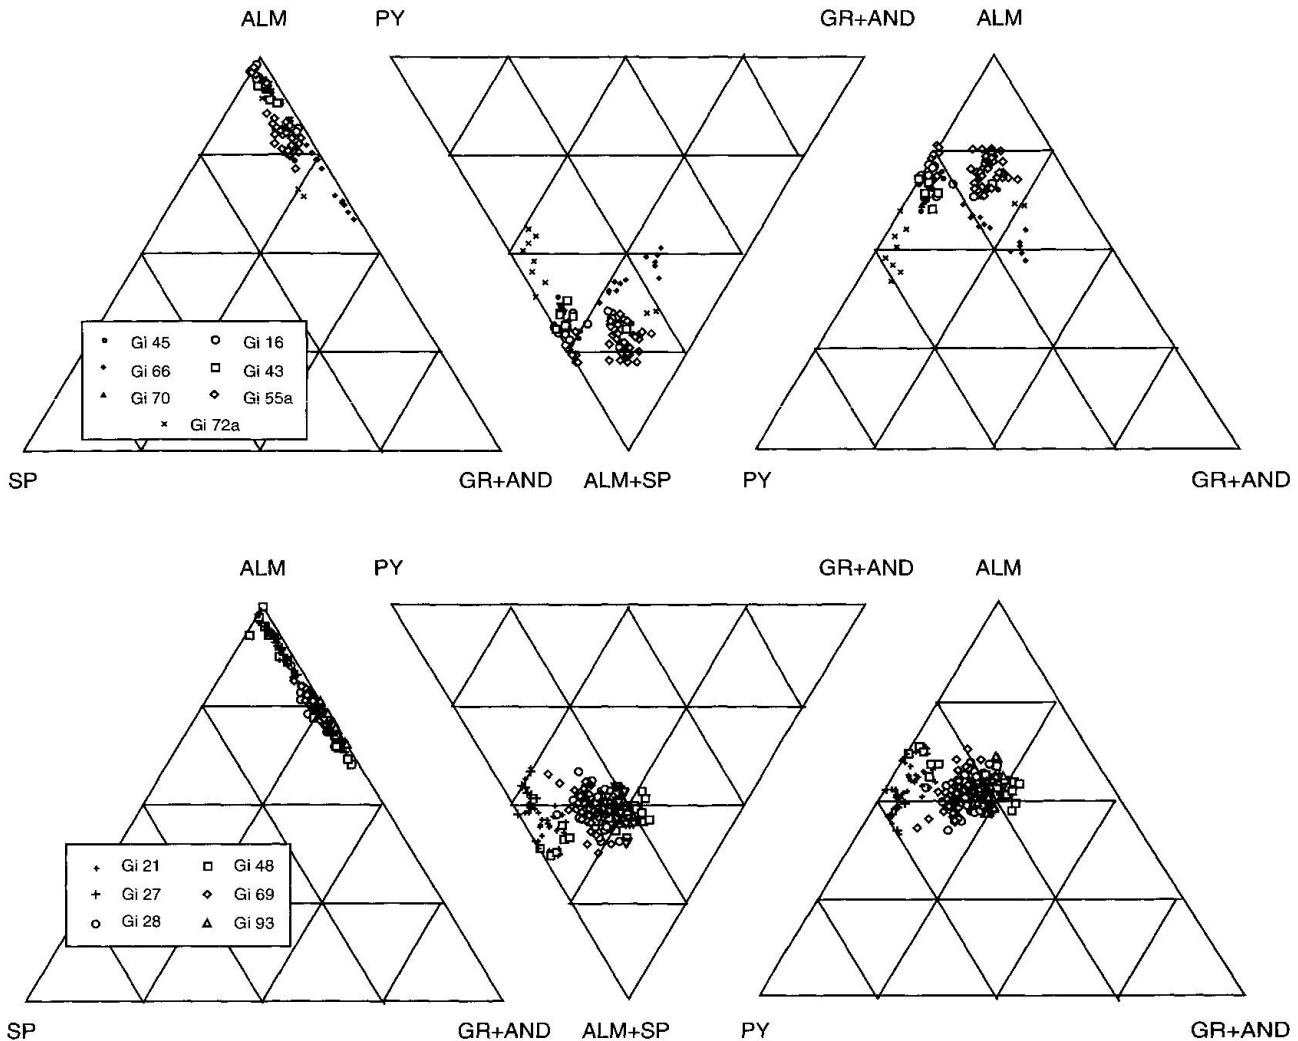 ALM PY GR+AND ALM
Gi 45 Gi 16
Gi 66 Gi 43
Gi 70 Gi 55a
Gi 72a
SP GR+AND ALM+SP PY GR+AND
ALM PY GR+AND ALM
Gi 21 Gi 48
Gi 27 Gi 69
Gi 28 Gi 93
SP GR+AND ALM+SP PY GR+AND